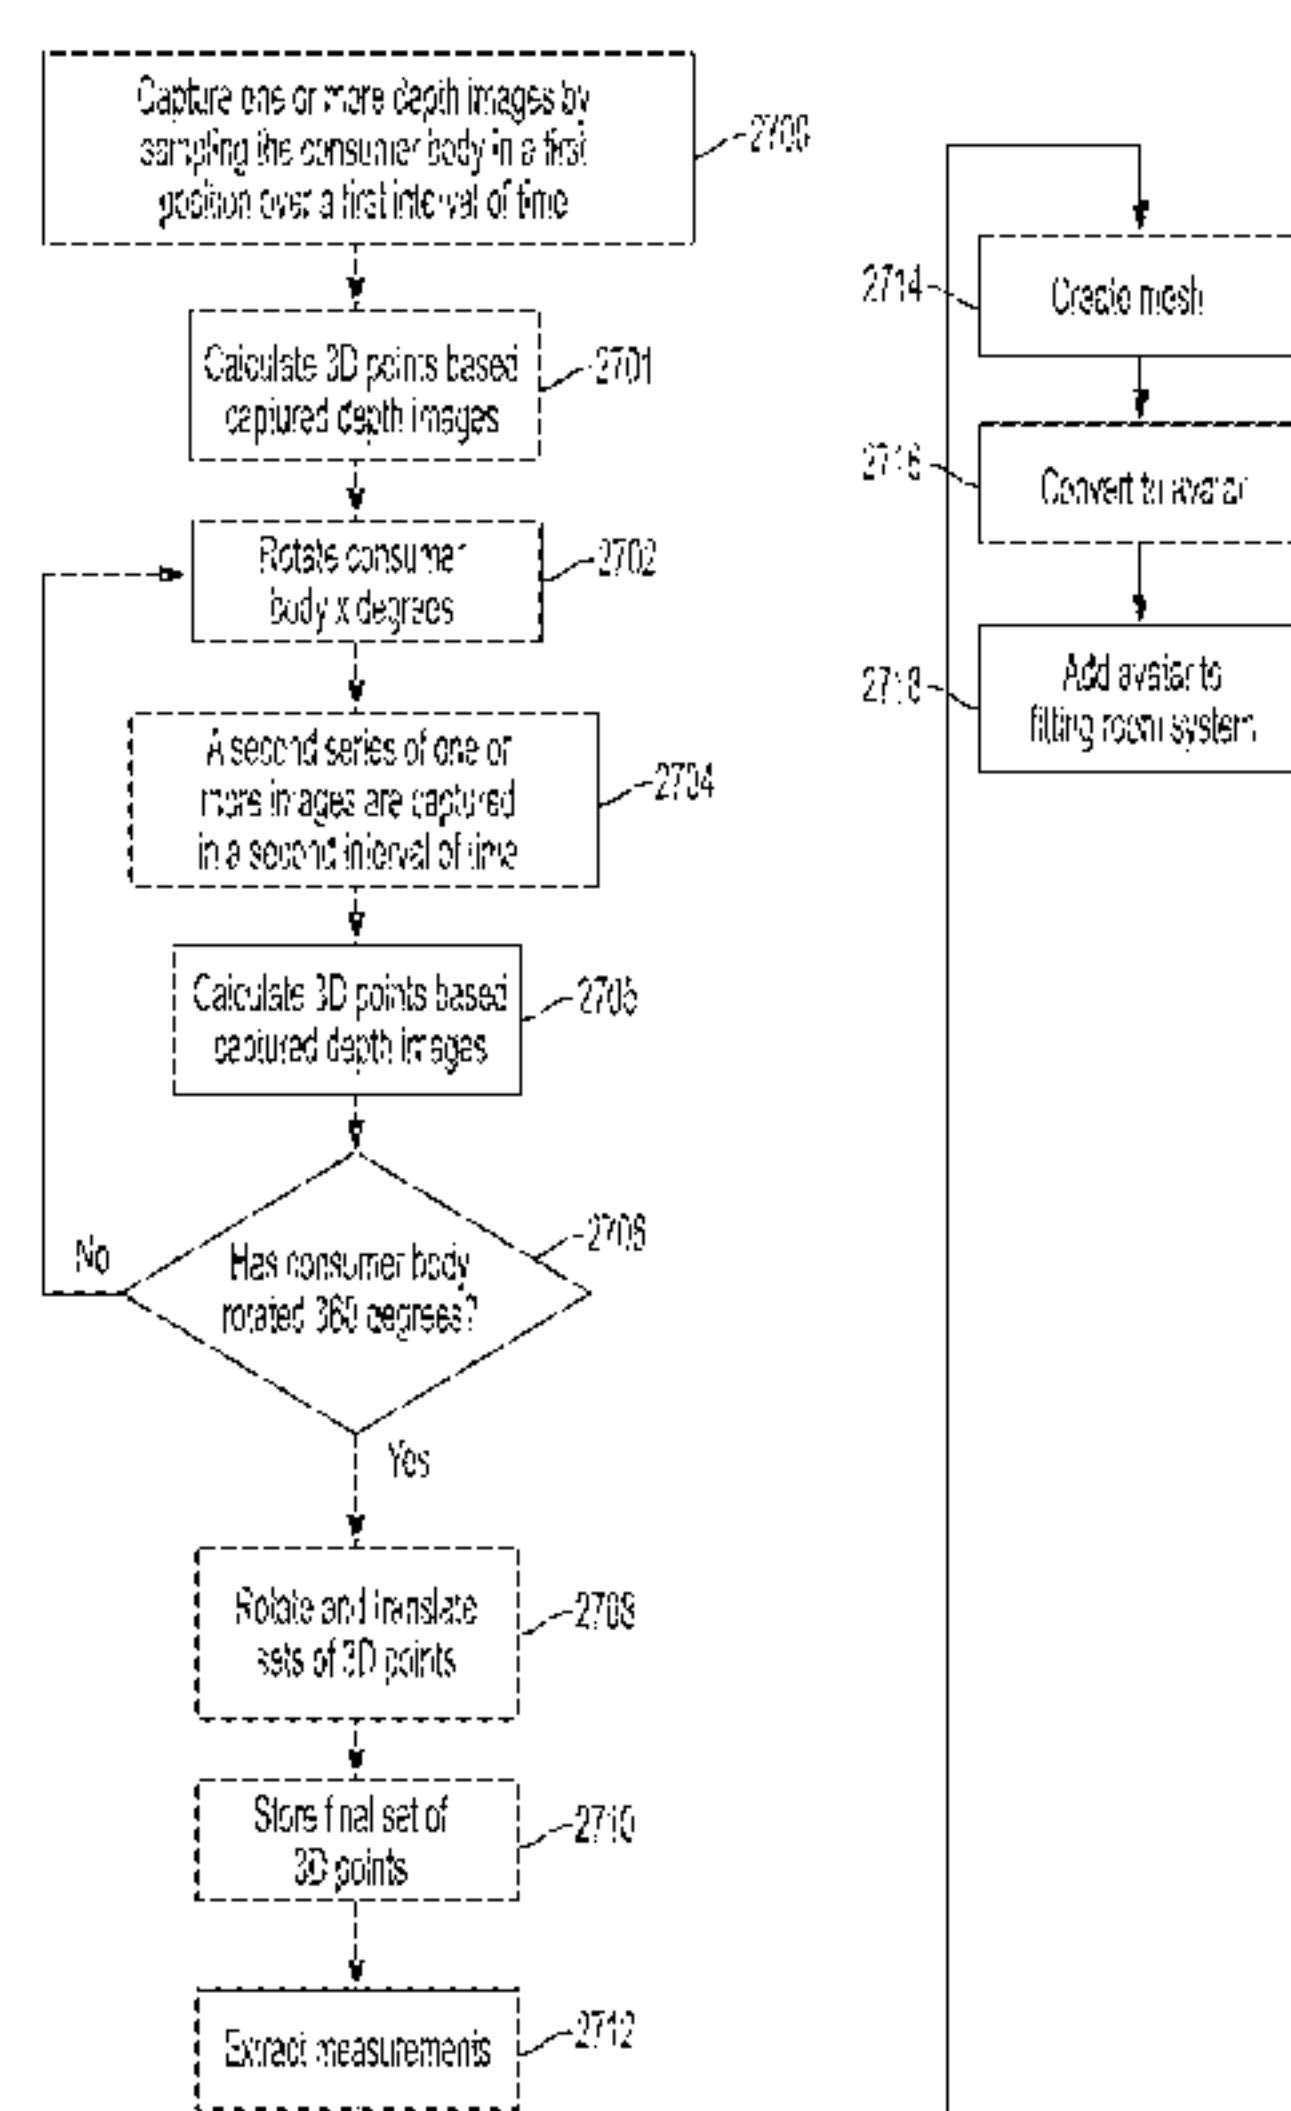 Capture one or more depth images by
sampling the consumer body in a first
position over a first interval of time
2700
Calculate 3D points based
captured depth images
2701
Rotate consumer
body x degrees
2702
A second series of one or
more images are captured
in a second interval of time
2704
Calculate 3D points based
captured depth images
2705
Has consumer body
rotated 360 degrees?
2706
No
Yes
Rotate and translate
sets of 3D points
2708
Store final set of
3D points
2710
Extract measurements
2712
2714
Create mesh
2716
Convert to avatar
2718
Add avatar to
fitting room system